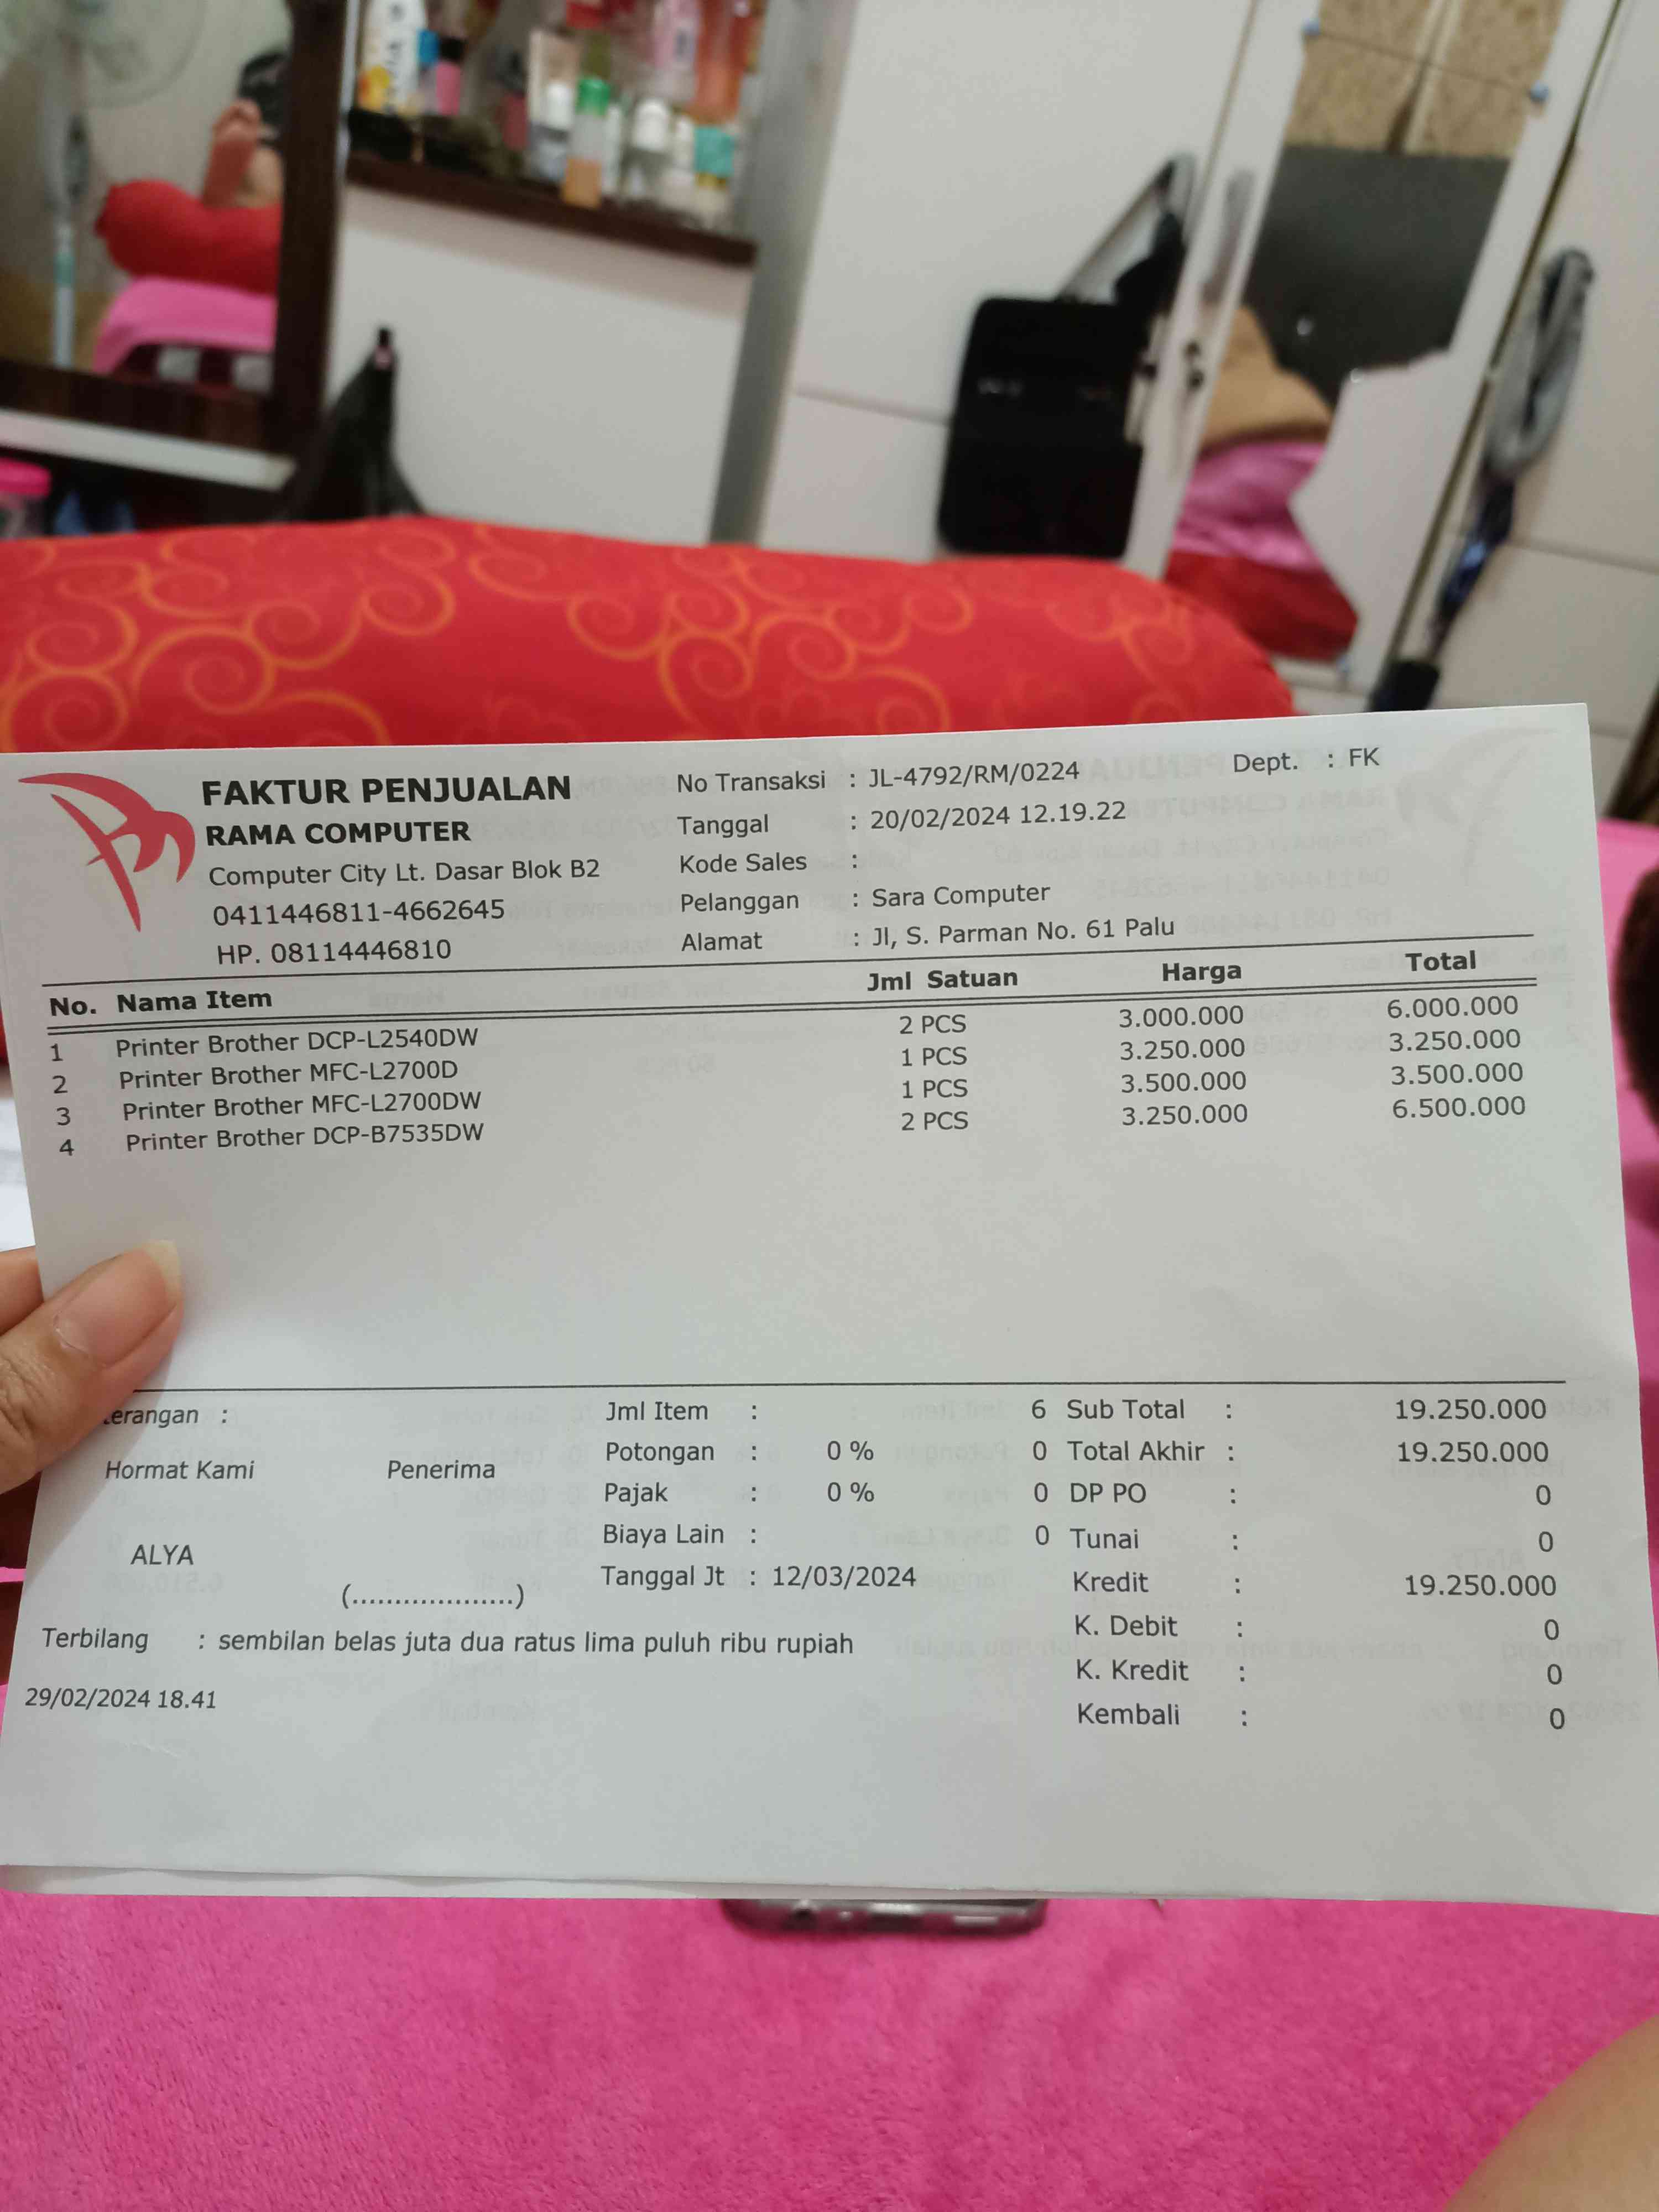 FAKTUR PENJUALAN
RAMA COMPUTER
Computer City Lt. Dasar Blok B2
0411446811-4662645
HP. 08114446810
No Transaksi : JL-4792/RM/0224
Tanggal : 20/02/2024 12.19.22
Kode Sales :
Pelanggan : Sara Computer
Alamat : Jl, S. Parman No. 61 Palu
Dept. : FK
No. Nama Item Jml Satuan Harga Total
1 Printer Brother DCP-L2540DW 2 PCS 3.000.000 6.000.000
2 Printer Brother MFC-L2700D 1 PCS 3.250.000 3.250.000
3 Printer Brother MFC-L2700DW 1 PCS 3.500.000 3.500.000
4 Printer Brother DCP-B7535DW 2 PCS 3.250.000 6.500.000
erangan :
Hormat Kami Penerima
ALYA
(....................)
Jml Item : 6
Potongan : 0 % 0
Pajak : 0 % 0
Biaya Lain : 0
Tanggal Jt : 12/03/2024
Sub Total : 19.250.000
Total Akhir : 19.250.000
DP PO : 0
Tunai : 0
Kredit : 19.250.000
K. Debit : 0
K. Kredit : 0
Kembali : 0
Terbilang : sembilan belas juta dua ratus lima puluh ribu rupiah
29/02/2024 18.41